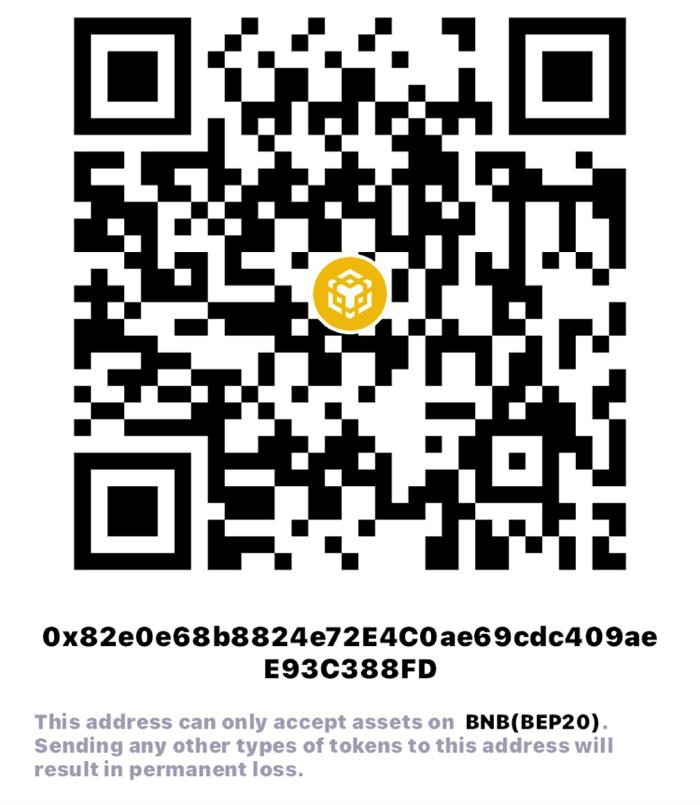 0x82e0e68b8824e72E4C0ae69cdc409ae
E93C388FD
This address can only accept assets on BNB(BEP20).
Sending any other types of tokens to this address will
result in permanent loss.